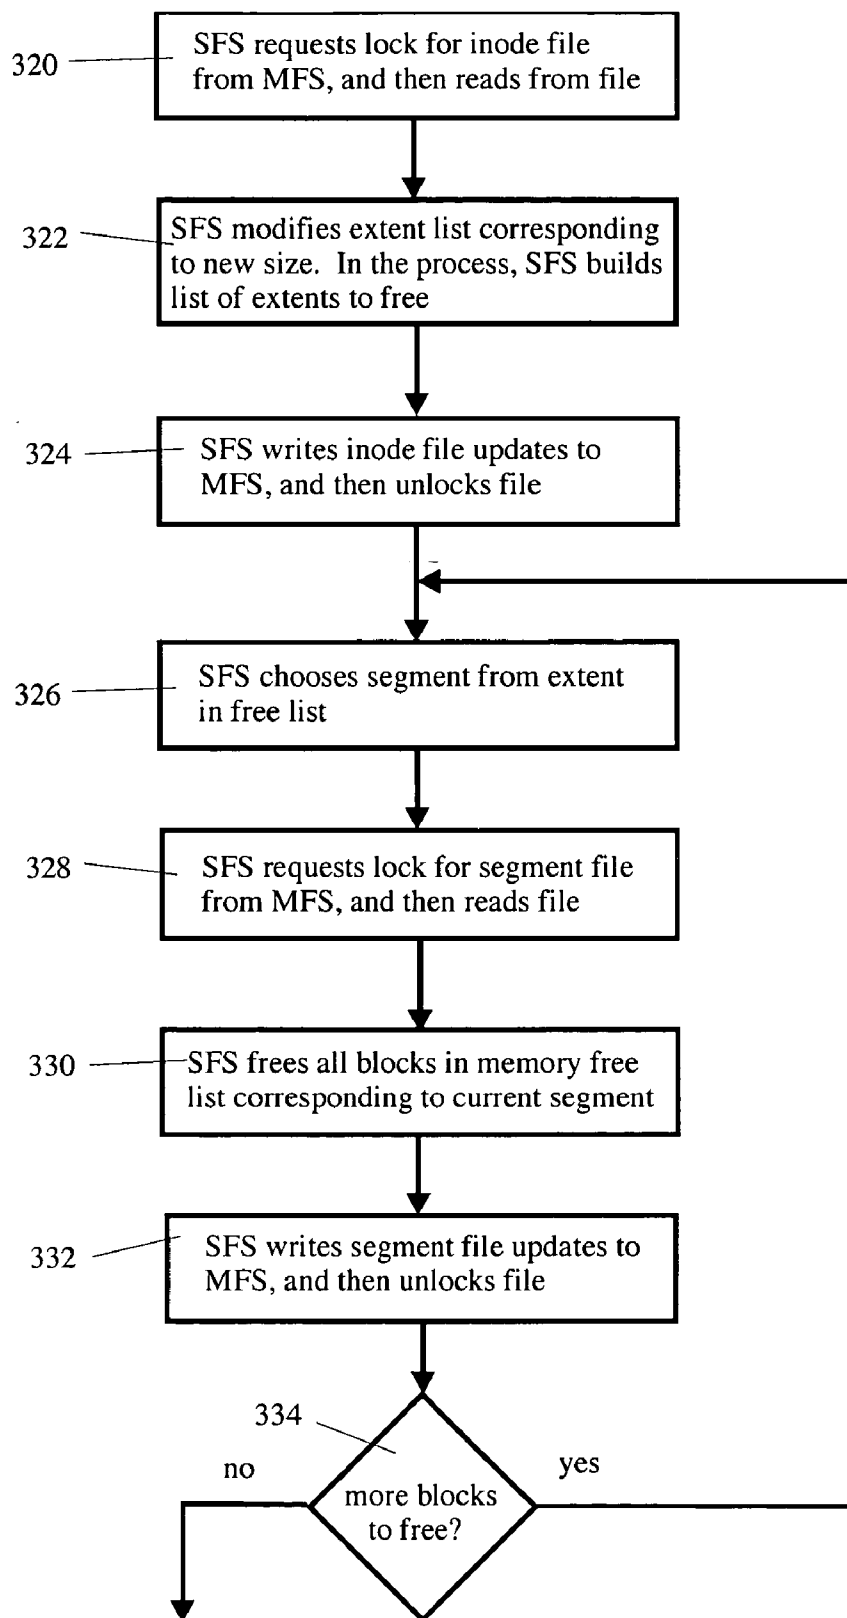 320
SFS requests lock for inode file
from MFS, and then reads from file
322
SFS modifies extent list corresponding
to new size. In the process, SFS builds
list of extents to free
324
SFS writes inode file updates to
MFS, and then unlocks file
326
SFS chooses segment from extent
in free list
328
SFS requests lock for segment file
from MFS, and then reads file
330
SFS frees all blocks in memory free
list corresponding to current segment
332
SFS writes segment file updates to
MFS, and then unlocks file
334
no
yes
more blocks
to free?